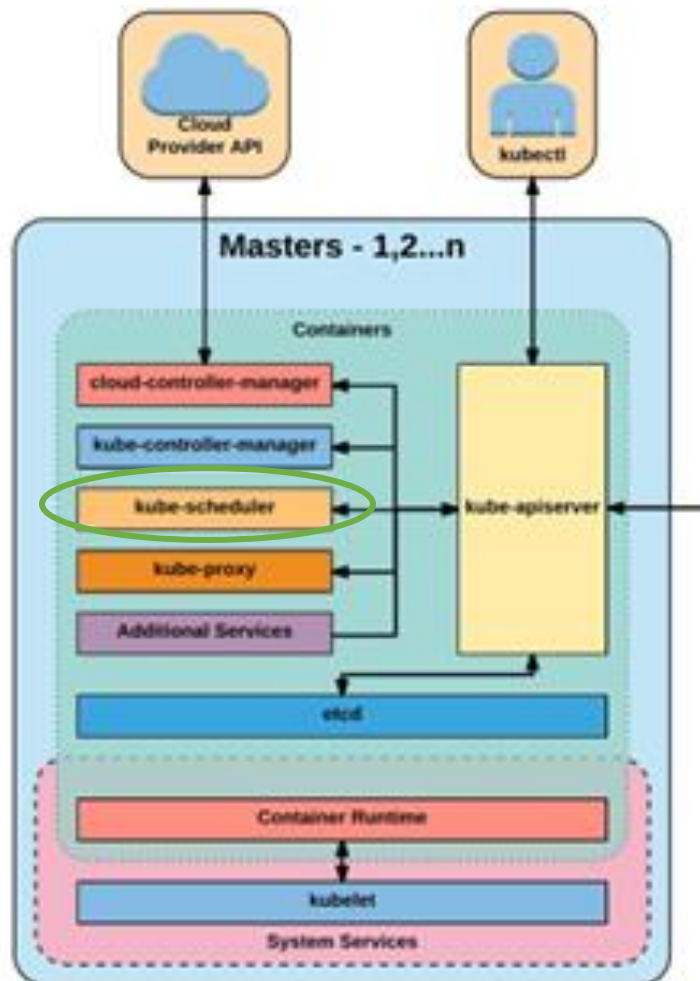 Cloud
Provider API
kubectl
Masters - 1,2...n
Containers
cloud-controller-manager
kube-controller-manager
kube-scheduler
kube-apiserver
kube-proxy
Additional Services
etcd
Container Runtime
kubelet
System Services